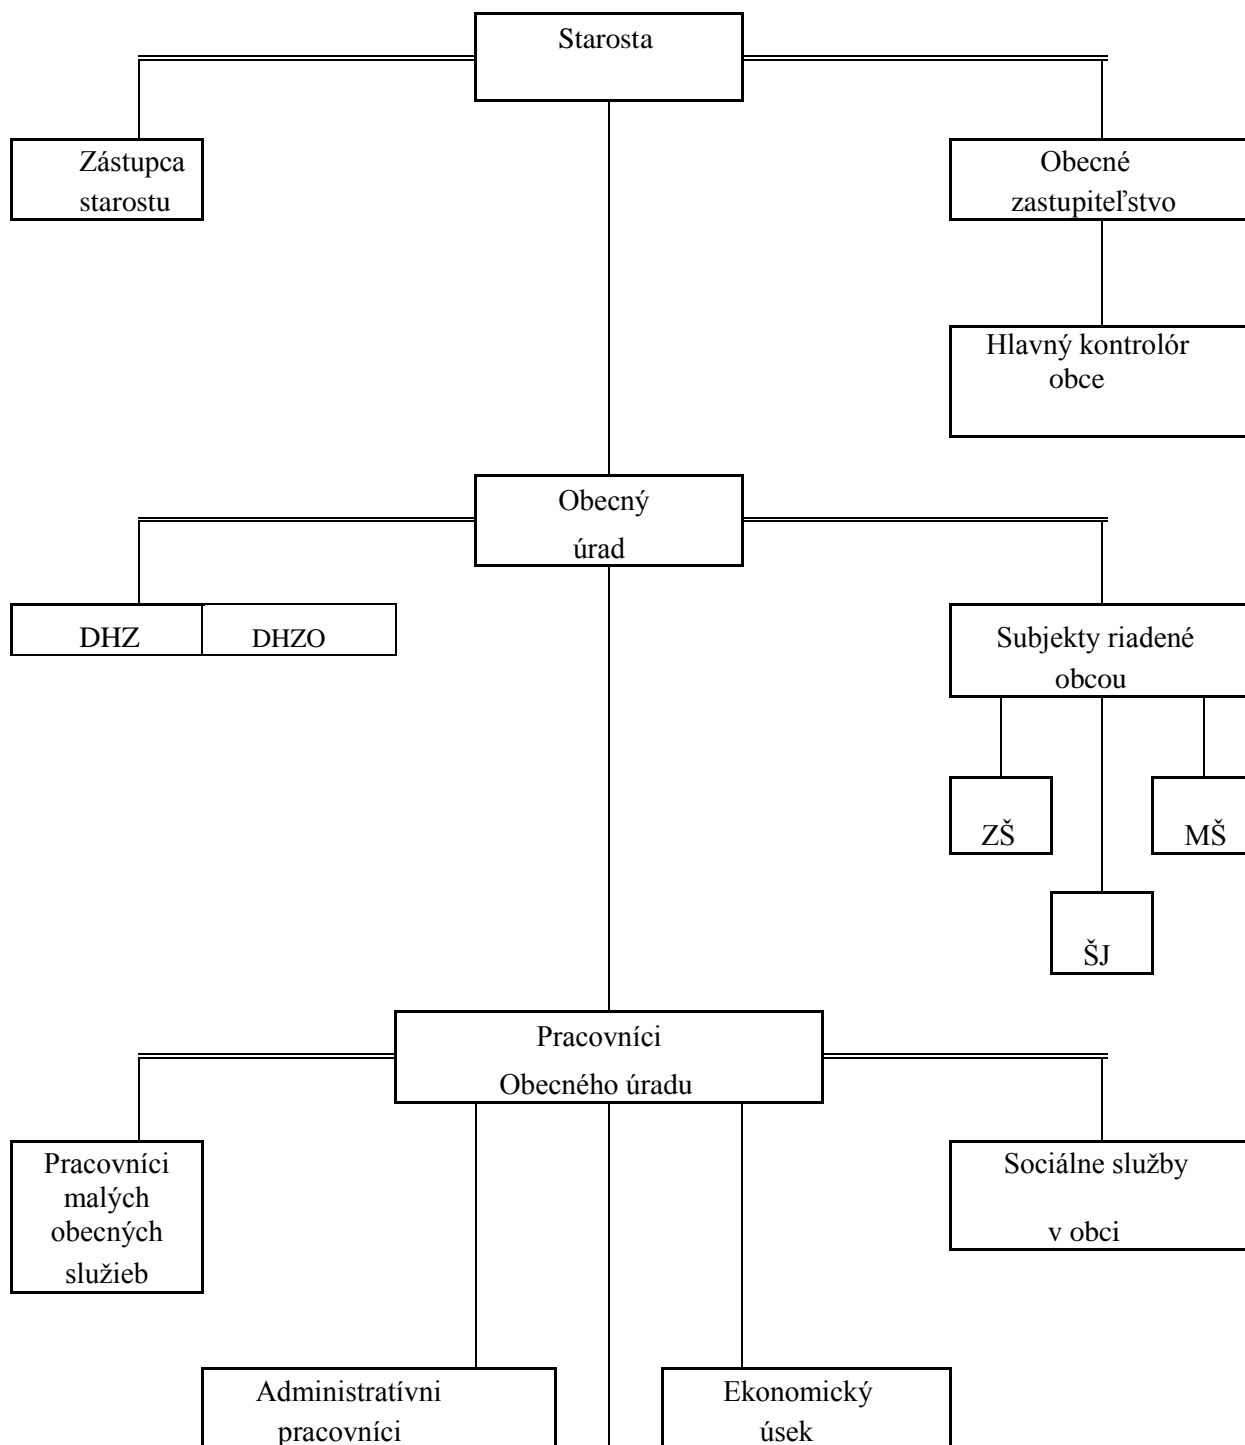 Starosta
Zástupca
starostu
Obecné
zastupiteľstvo
Hlavný kontrolór
obce
Obecný
úrad
DHZ
DHZO
Subjekty riadené
obcou
ZŠ
MŠ
ŠJ
Pracovníci
Obecného úradu
Pracovníci
malých
obecných
služieb
Sociálne služby
v obci
Administratívni
pracovníci
Ekonomický
úsek